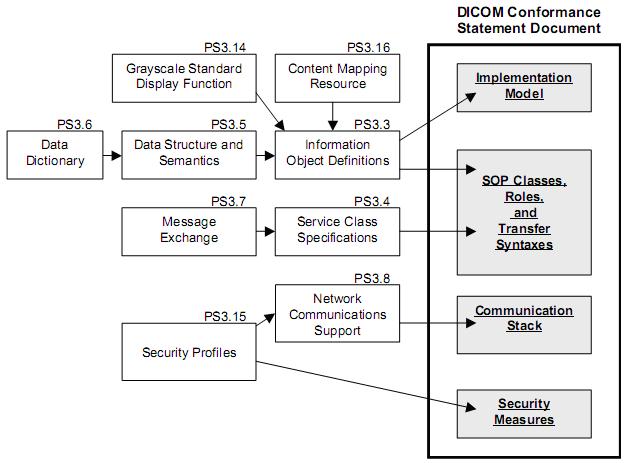 DICOM Conformance
Statement Document
PS3.14
PS3.16
Grayscale Standard
Display Function
Content Mapping
Resource
Implementation
Model
PS3.6
PS3.5
PS3.3
Data
Dictionary
Data Structure and
Semantics
Information
Object Definitions
SOP Classes,
Roles,
and
Transfer
Syntaxes
PS3.7
PS3.4
Message
Exchange
Service Class
Specifications
PS3.8
Network
Communications
Support
Communication
Stack
PS3.15
Security Profiles
Security
Measures